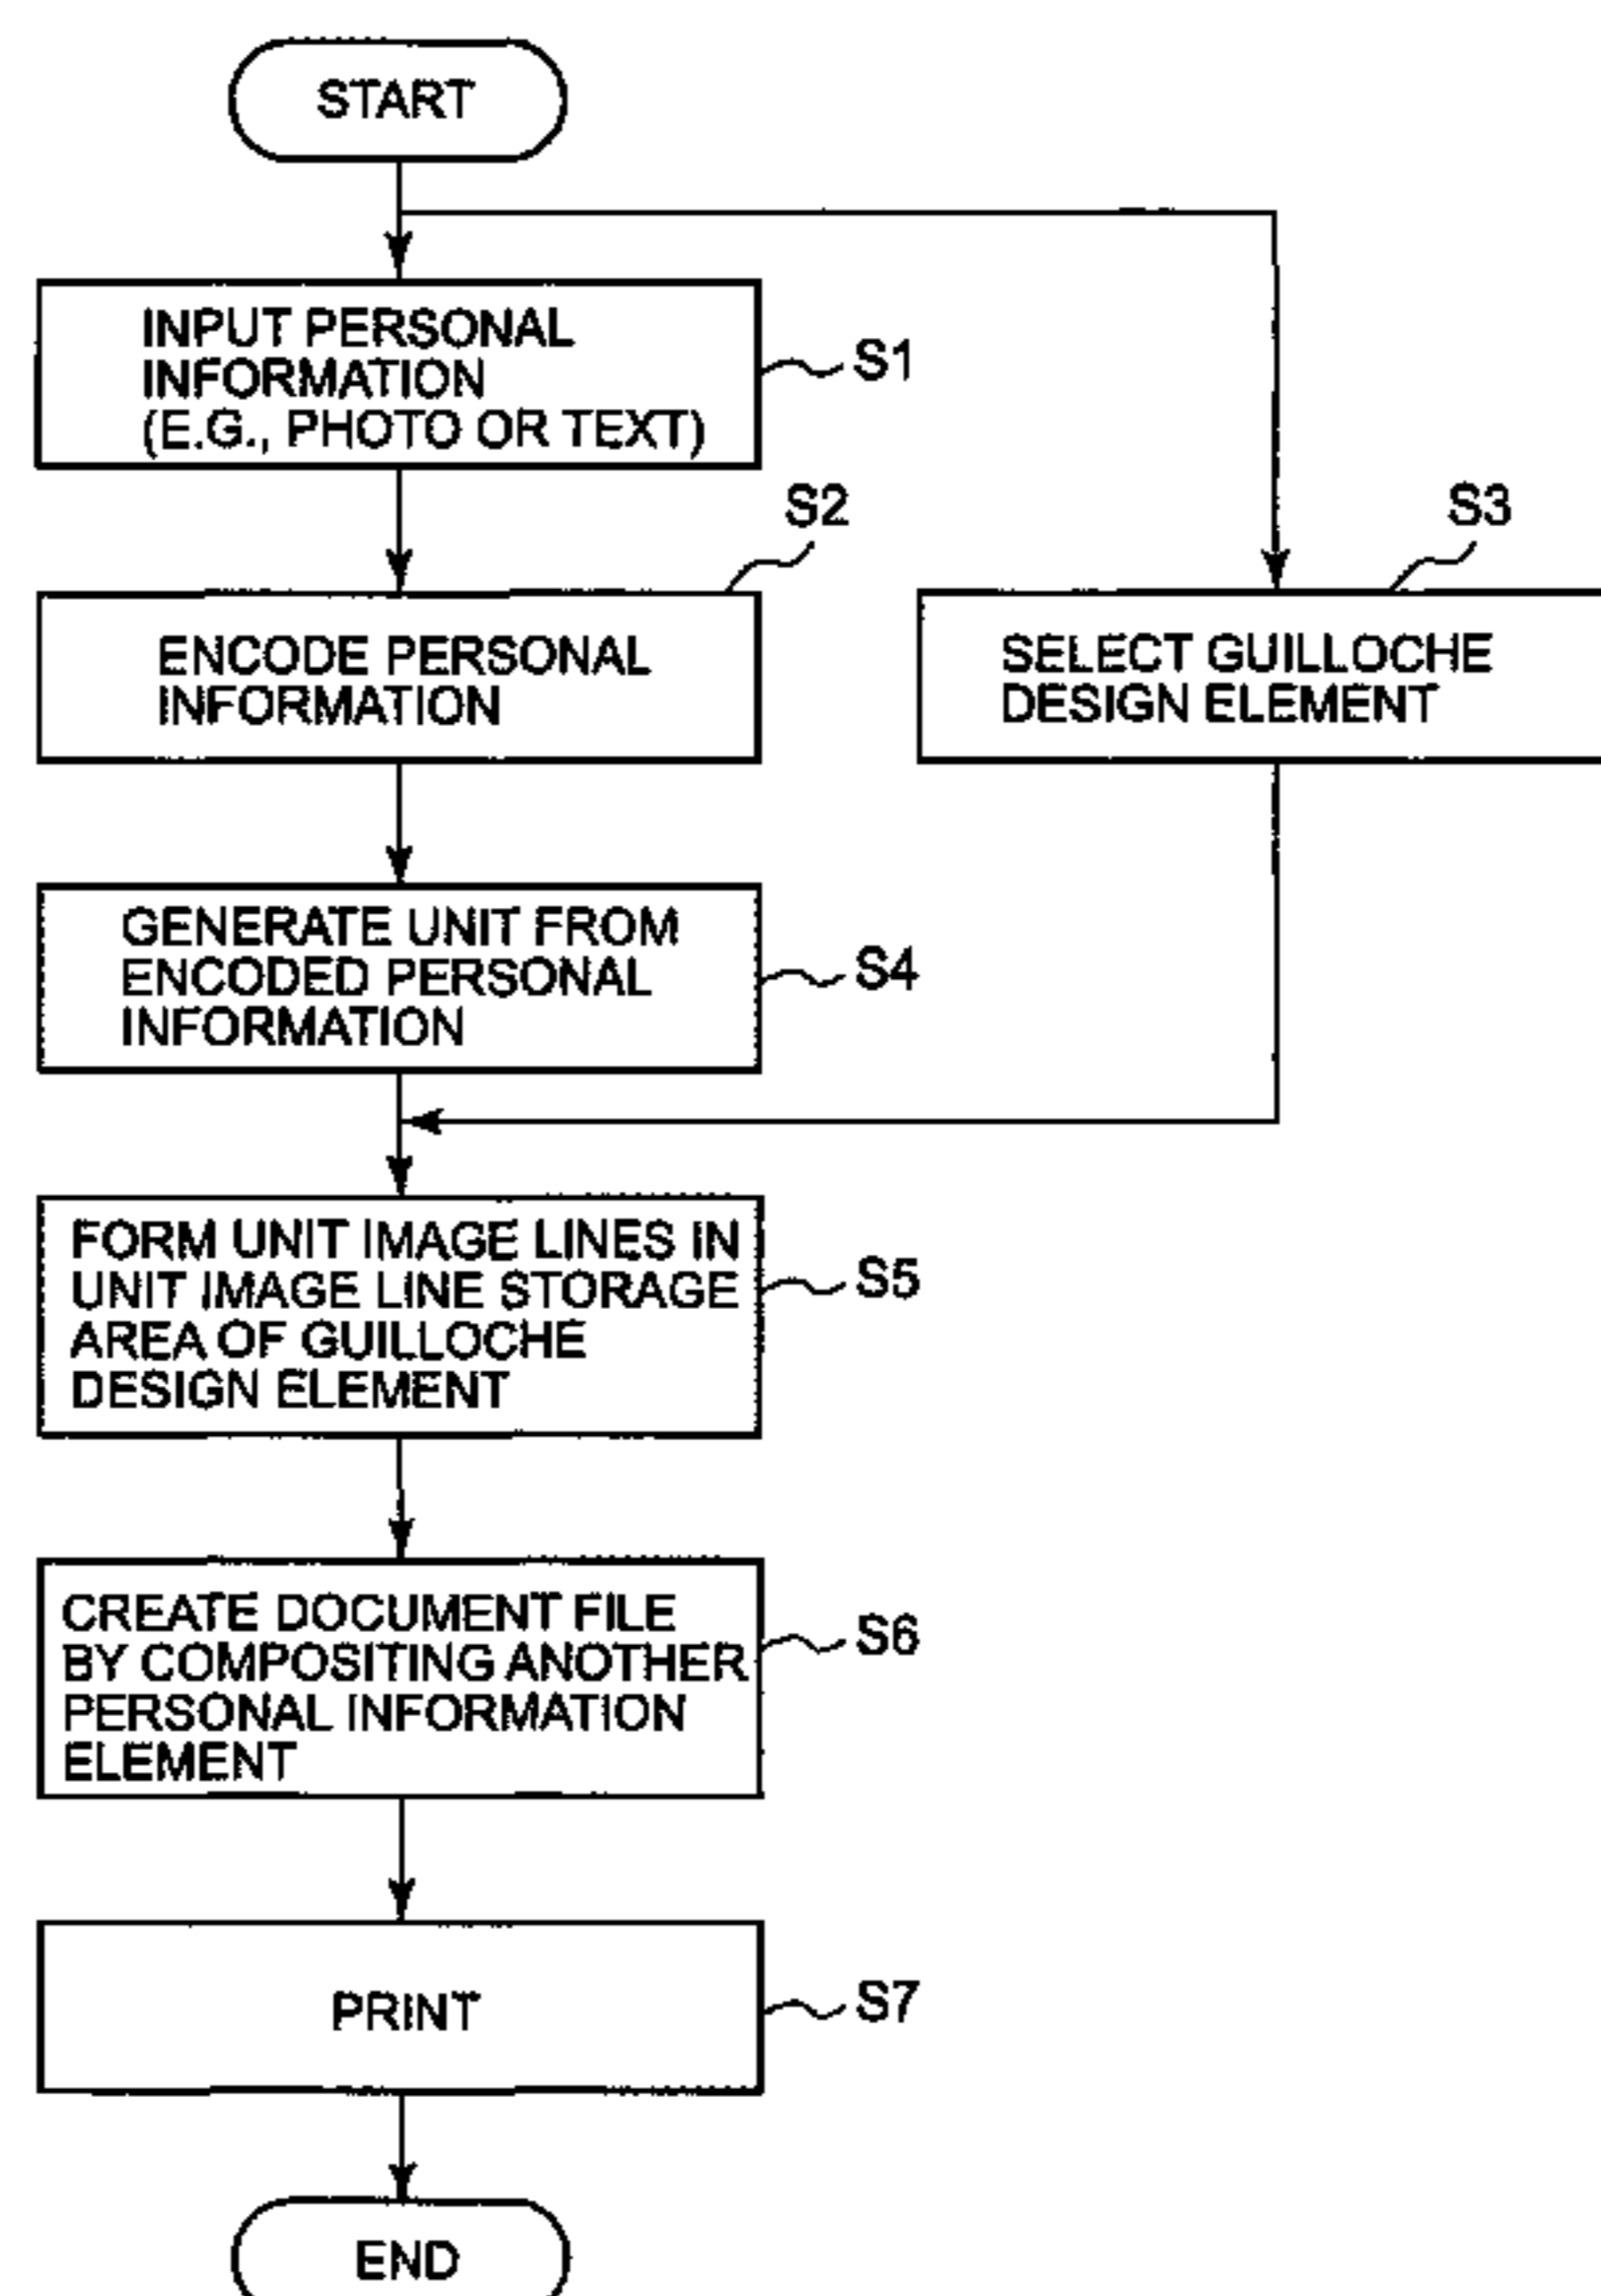 START
INPUT PERSONAL
INFORMATION
(E.G., PHOTO OR TEXT)
S1
S2
ENCODE PERSONAL
INFORMATION
S3
SELECT GUILLOCHE
DESIGN ELEMENT
GENERATE UNIT FROM
ENCODED PERSONAL
INFORMATION
S4
FORM UNIT IMAGE LINES IN
UNIT IMAGE LINE STORAGE
AREA OF GUILLOCHE
DESIGN ELEMENT
S5
CREATE DOCUMENT FILE
BY COMPOSITING ANOTHER
PERSONAL INFORMATION
ELEMENT
S6
PRINT
S7
END